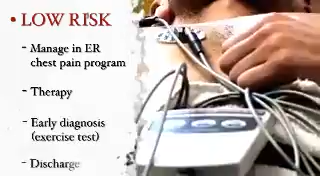 • LOW RISK
- Manage in ER
chest pain program
- Therapy
- Early diagnosis
(exercise test)
- Discharge